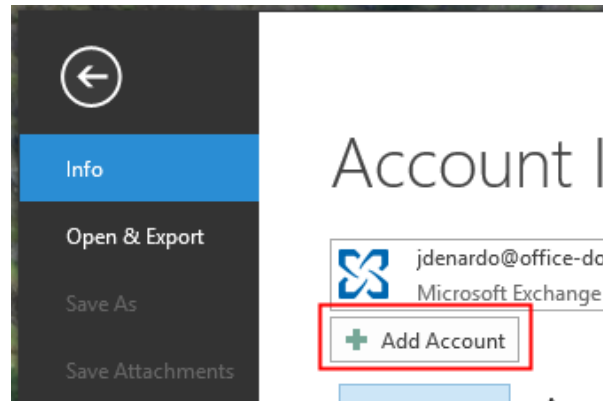 Account
Info
Open & Export
jdenardo@office-do
Microsoft Exchange
Save As
Add Account
Save Attachments